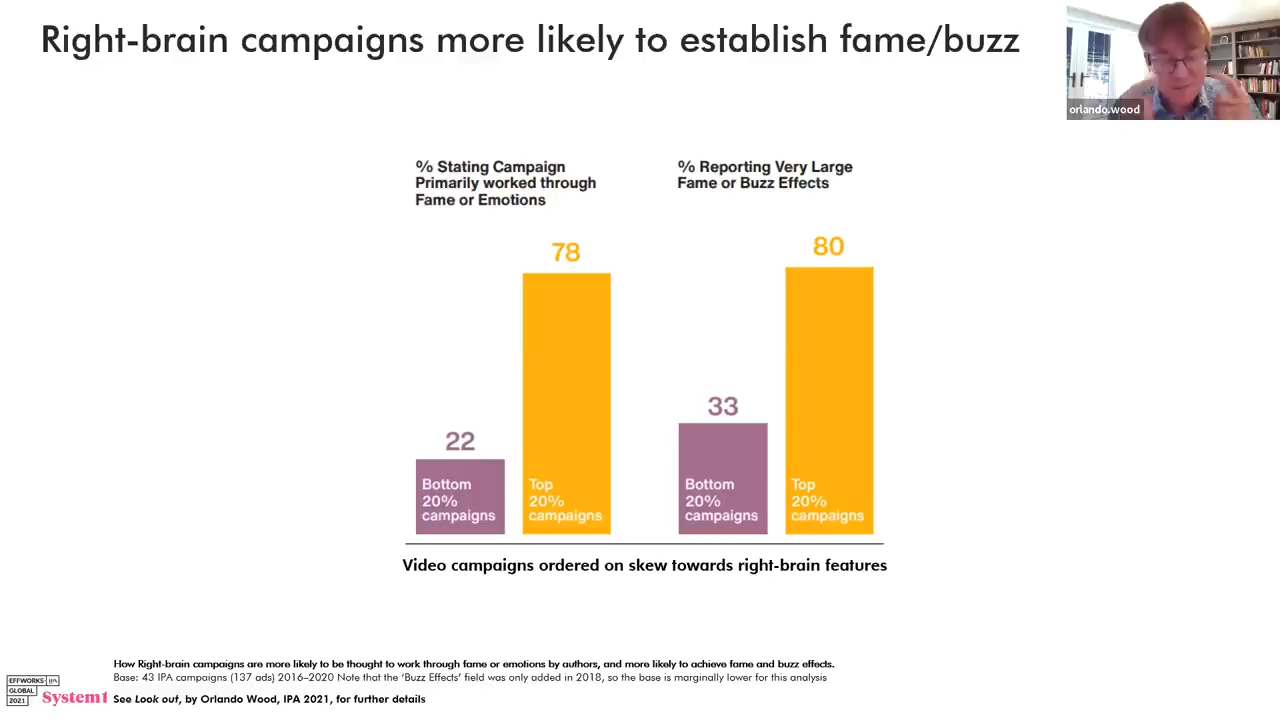 Right-brain campaigns more likely to establish fame/buzz
orlando.wood
% Stating Campaign
Primarily worked through
Fame or Emotions
% Reporting Very Large
Fame or Buzz Effects
22
78
33
80
Bottom
20%
campaigns
Top
20%
campaigns
Bottom
20%
campaigns
Top
20%
campaigns
Video campaigns ordered on skew towards right-brain features
How Right-brain campaigns are more likely to be thought to work through fame or emotions by authors, and more likely to achieve fame and buzz effects.
Base: 43 IPA campaigns (137 ads) 2016–2020 Note that the ‘Buzz Effects’ field was only added in 2018, so the base is marginally lower for this analysis
EFFWORKS IPA
GLOBAL
2021
System1
See Look out, by Orlando Wood, IPA 2021, for further details